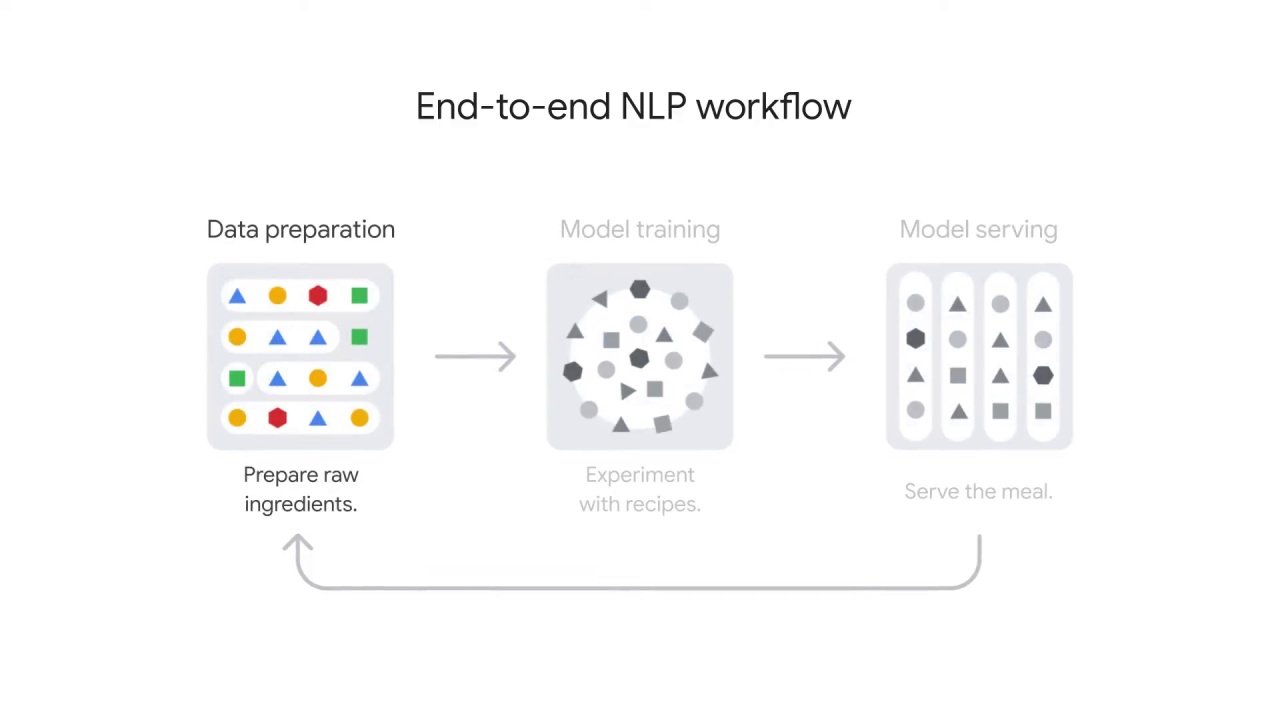 End-to-end NLP workflow
Data preparation
Model training
Model serving
Prepare raw
ingredients.
Experiment
with recipes.
Serve the meal.